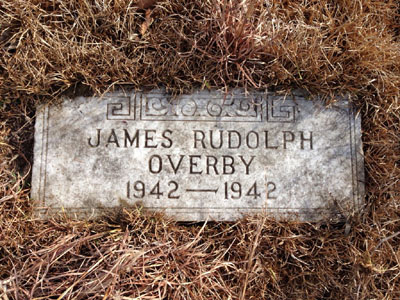 JAMES RUDOLPH
OVERBY
1942 — 1942